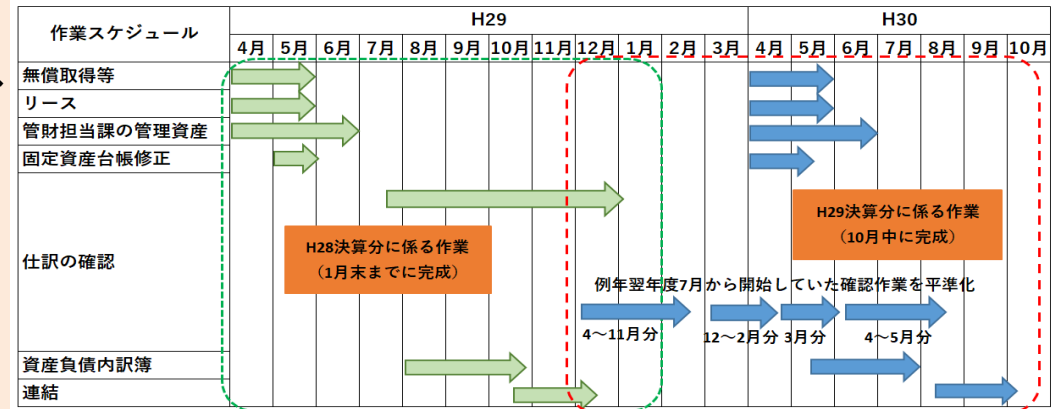 作業スケジュール
H29
H30
4月 5月 6月 7月 8月 9月 10月 11月 12月 1月 2月 3月 4月 5月 6月 7月 8月 9月 10月
無償取得等
リース
管財担当課の管理資産
固定資産台帳修正
仕訳の確認
H28決算分に係る作業
（1月末までに完成）
H29決算分に係る作業
（10月中に完成）
例年翌年度7月から開始していた確認作業を平準化
4～11月分
12～2月分
3月分
4～5月分
資産負債内訳簿
連結